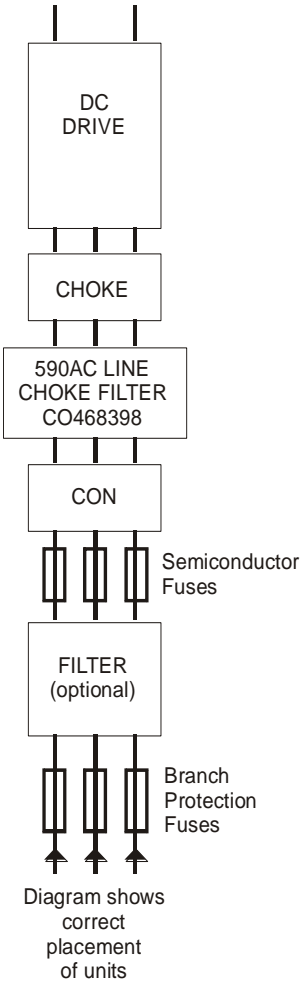 DC
DRIVE
CHOKE
590AC LINE
CHOKE FILTER
CO468398
CON
Semiconductor
Fuses
FILTER
(optional)
Branch
Protection
Fuses
Diagram shows
correct
placement
of units